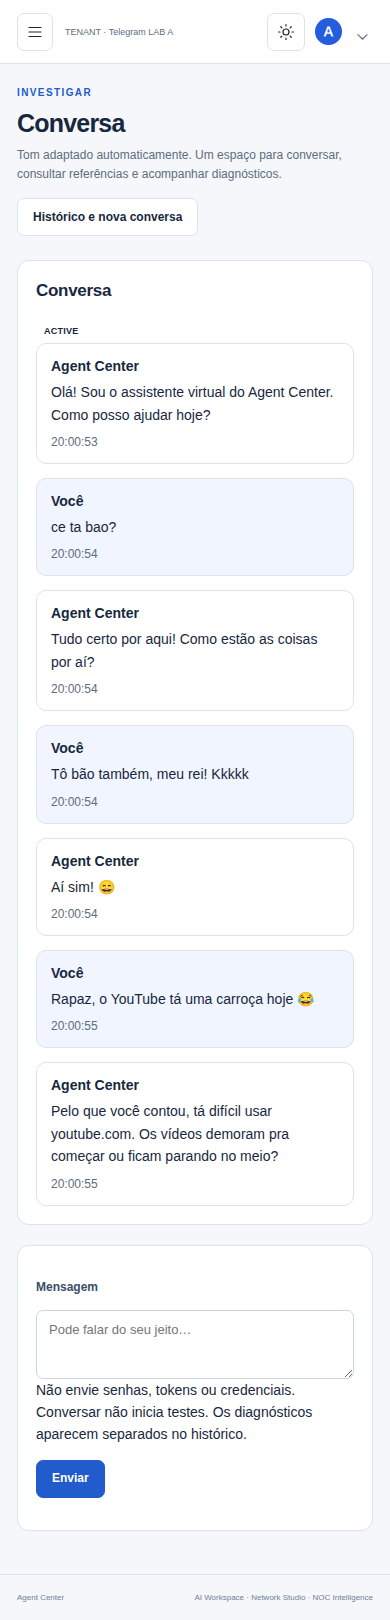 TENANT · Telegram LAB A
A
INVESTIGAR
Conversa
Tom adaptado automaticamente. Um espaço para conversar,
consultar referências e acompanhar diagnósticos.
Histórico e nova conversa
Conversa
ACTIVE
Agent Center
Olá! Sou o assistente virtual do Agent Center.
Como posso ajudar hoje?
20:00:53
Você
ce ta bao?
20:00:54
Agent Center
Tudo certo por aqui! Como estão as coisas
por aí?
20:00:54
Você
Tô bão também, meu rei! Kkkkk
20:00:54
Agent Center
Aí sim! 😄
20:00:54
Você
Rapaz, o YouTube tá uma carroça hoje 😂
20:00:55
Agent Center
Pelo que você contou, tá difícil usar
youtube.com. Os vídeos demoram pra
começar ou ficam parando no meio?
20:00:55
Mensagem
Pode falar do seu jeito…
Não envie senhas, tokens ou credenciais.
Conversar não inicia testes. Os diagnósticos
aparecem separados no histórico.
Enviar
Agent Center
AI Workspace · Network Studio · NOC Intelligence